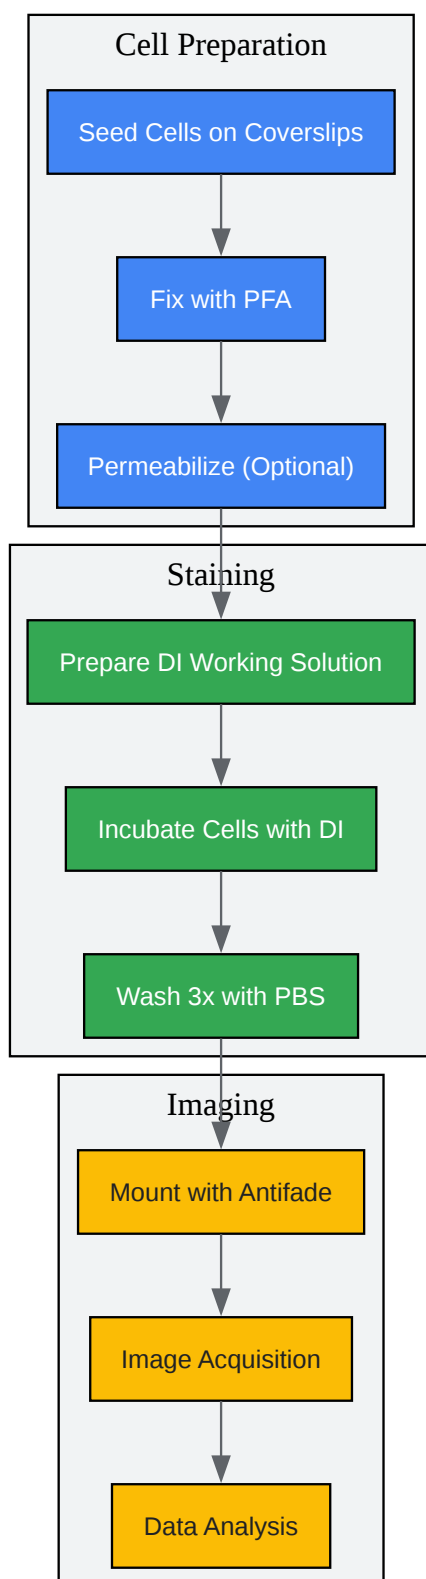 Cell Preparation
Seed Cells on Coverslips
Fix with PFA
Permeabilize (Optional)
Staining
Prepare DI Working Solution
Incubate Cells with DI
Wash 3x with PBS
Imaging
Mount with Antifade
Image Acquisition
Data Analysis